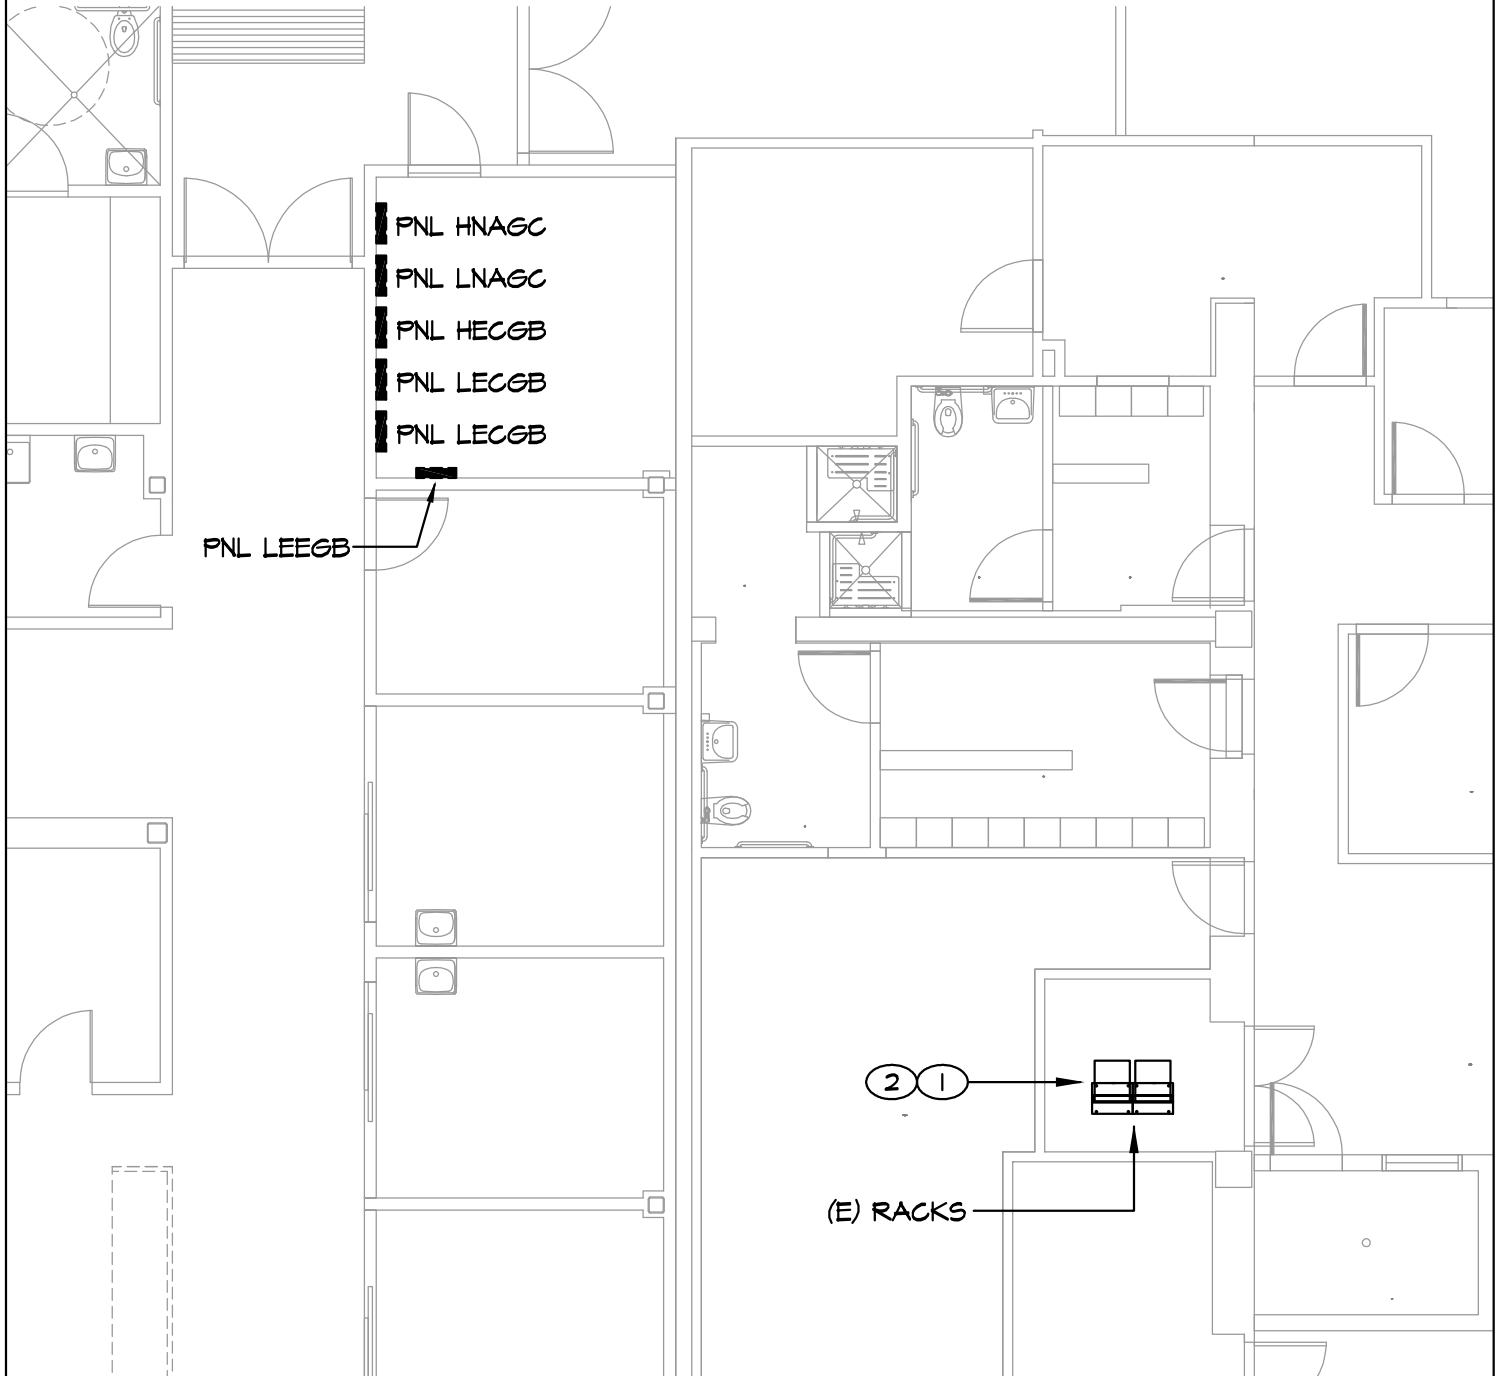 PNL HNAGC
PNL LNAGC
PNL HECGB
PNL LECGB
PNL LECGB
PNL LEEGB
2 1
(E) RACKS